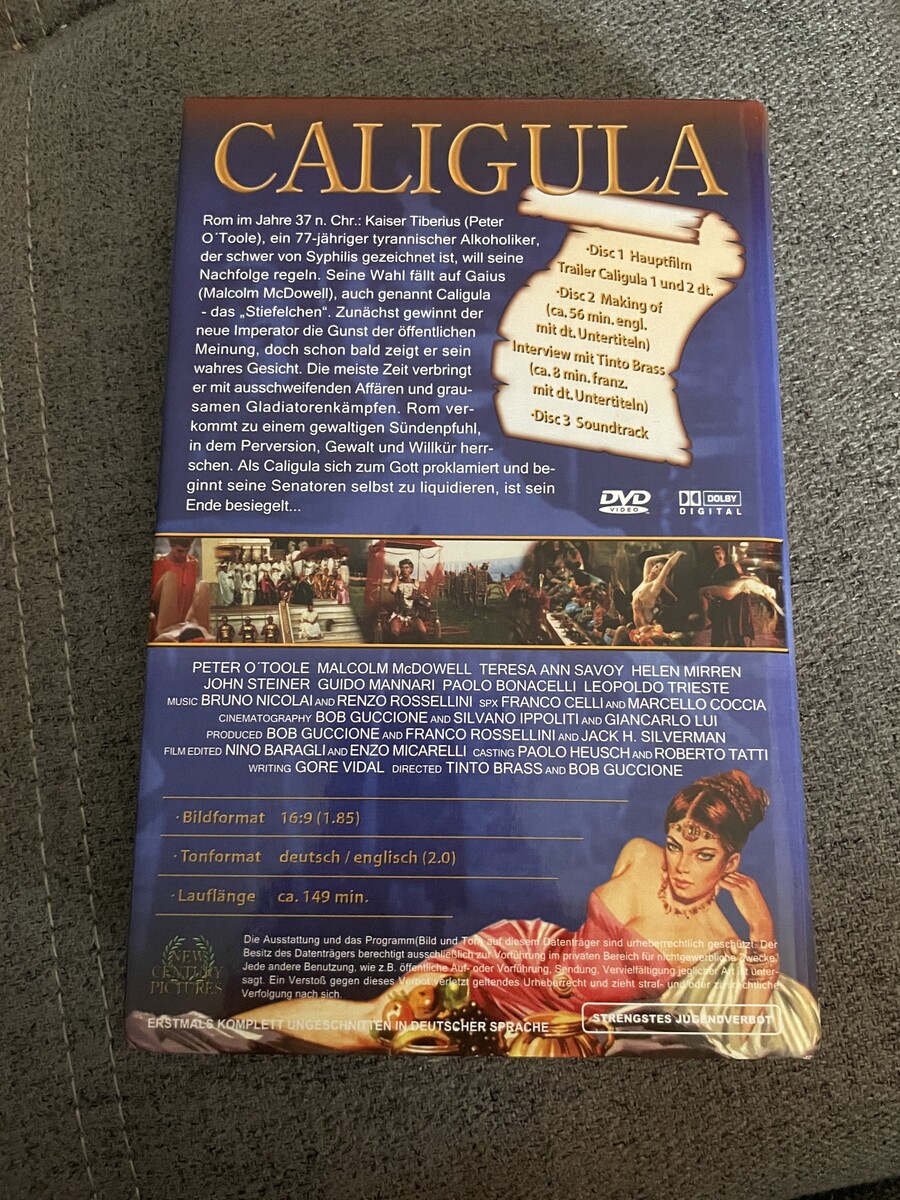 CALIGULA
Rom im Jahre 37 n. Chr.: Kaiser Tiberius (Peter
O´Toole), ein 77-jähriger tyrannischer Alkoholiker,
der schwer von Syphilis gezeichnet ist, will seine
Nachfolge regeln. Seine Wahl fällt auf Gaius
(Malcolm McDowell), auch genannt Caligula
- das „Stiefelchen“. Zunächst gewinnt der
neue Imperator die Gunst der öffentlichen
Meinung, doch schon bald zeigt er sein
wahres Gesicht. Die meiste Zeit verbringt
er mit ausschweifenden Affären und grau-
samen Gladiatorenkämpfen. Rom ver-
kommt zu einem gewaltigen Sündenpfuhl,
in dem Perversion, Gewalt und Willkür herr-
schen. Als Caligula sich zum Gott proklamiert und be-
ginnt seine Senatoren selbst zu liquidieren, ist sein
Ende besiegelt...
·Disc 1 Hauptfilm
Trailer Caligula 1 und 2 dt.
·Disc 2 Making of
(ca. 56 min. engl.
mit dt. Untertiteln)
Interview mit Tinto Brass
(ca. 8 min. franz.
mit dt. Untertiteln)
·Disc 3 Soundtrack
DVD VIDEO
DOLBY DIGITAL
PETER O´TOOLE MALCOLM McDOWELL TERESA ANN SAVOY HELEN MIRREN
JOHN STEINER GUIDO MANNARI PAOLO BONACELLI LEOPOLDO TRIESTE
MUSIC BRUNO NICOLAI AND RENZO ROSSELLINI SPX FRANCO CELLI AND MARCELLO COCCIA
CINEMATOGRAPHY BOB GUCCIONE AND SILVANO IPPOLITI AND GIANCARLO LUI
PRODUCED BOB GUCCIONE AND FRANCO ROSSELLINI AND JACK H. SILVERMAN
FILM EDITED NINO BARAGLI AND ENZO MICARELLI CASTING PAOLO HEUSCH AND ROBERTO TATTI
WRITING GORE VIDAL DIRECTED TINTO BRASS AND BOB GUCCIONE
·Bildformat 16:9 (1.85)
·Tonformat deutsch / englisch (2.0)
·Lauflänge ca. 149 min.
NEW
CENTURY
PICTURES
Die Ausstattung und das Programm(Bild und Ton) auf diesem Datenträger sind urheberrechtlich geschützt. Der
Besitz des Datenträgers berechtigt ausschließlich zur Vorführung im privaten Bereich für nichtgewerbliche Zwecke.
Jede andere Benutzung, wie z.B. öffentliche Auf- oder Vorführung, Sendung, Vervielfältigung jeglicher Art ist Unter-
sagt. Ein Verstoß gegen dieses Verbot verletzt geltendes Urheberrecht und zieht straf- und/oder zivilrechtliche
Verfolgung nach sich.
ERSTMALS KOMPLETT UNGESCHNITTEN IN DEUTSCHER SPRACHE
STRENGSTES JUGENDVERBOT